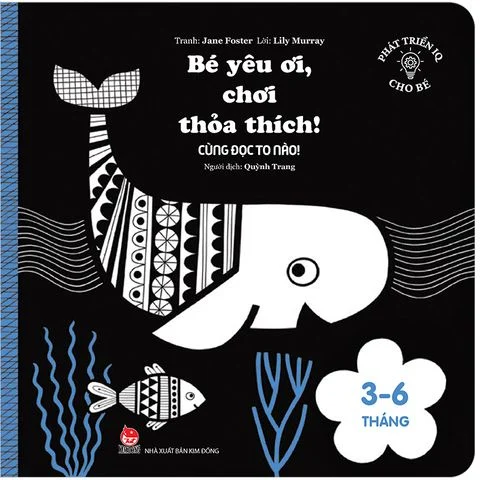 Tranh: Jane Foster Lời: Lily Murray
Bé yêu ơi,
chơi
thỏa thích!
CÙNG ĐỌC TO NÀO!
Người dịch: Quỳnh Trang
PHÁT TRIỂN IQ
CHO BÉ
3-6
THÁNG
NHÀ XUẤT BẢN KIM ĐỒNG